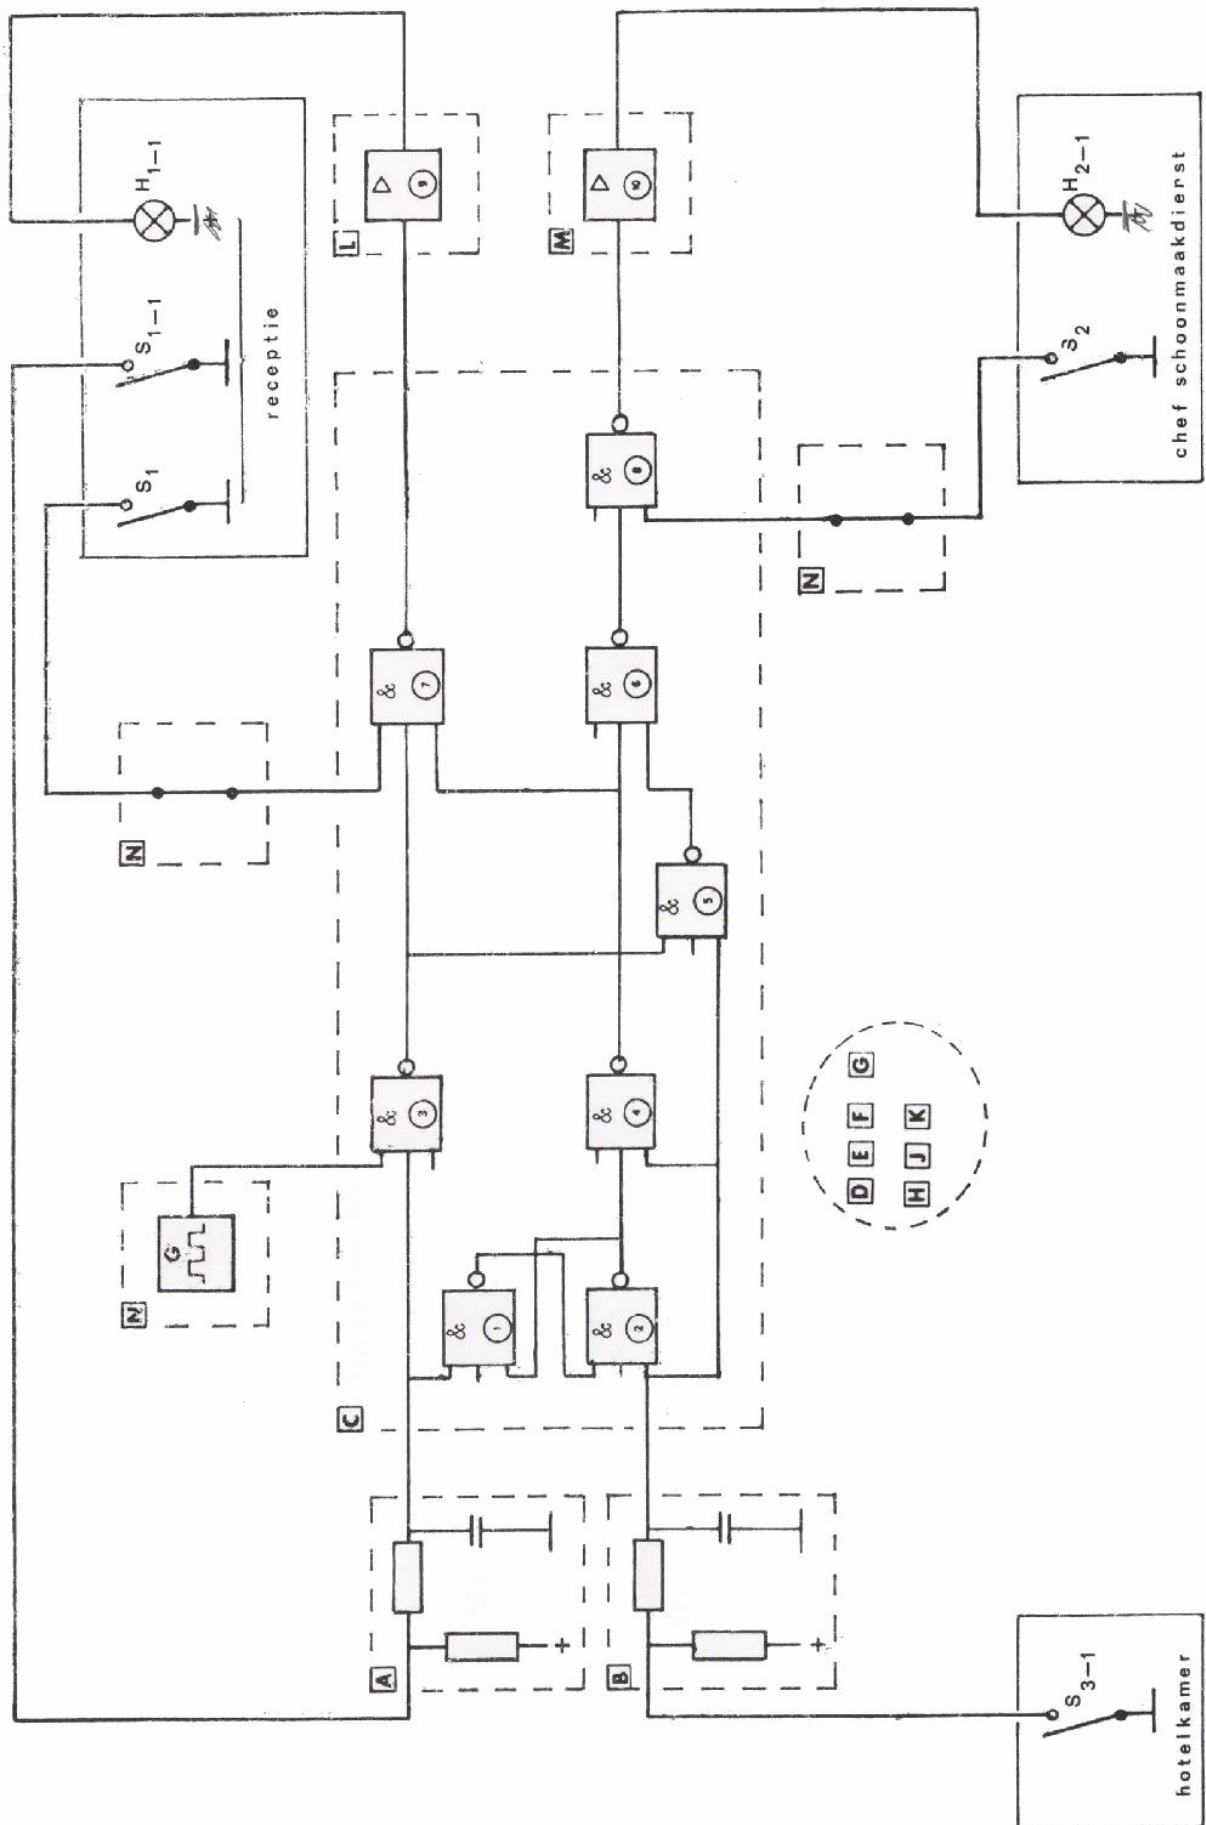 H1-1
S1-1
S1
receptie
L
▷
9
M
▷
10
N
&
7
&
8
&
6
&
5
N
G
&
3
&
4
&
1
&
2
C
N
H2-1
S2
chef schoonmaakdienst
D E F G
H J K
A
+
B
+
S3-1
hotelkamer